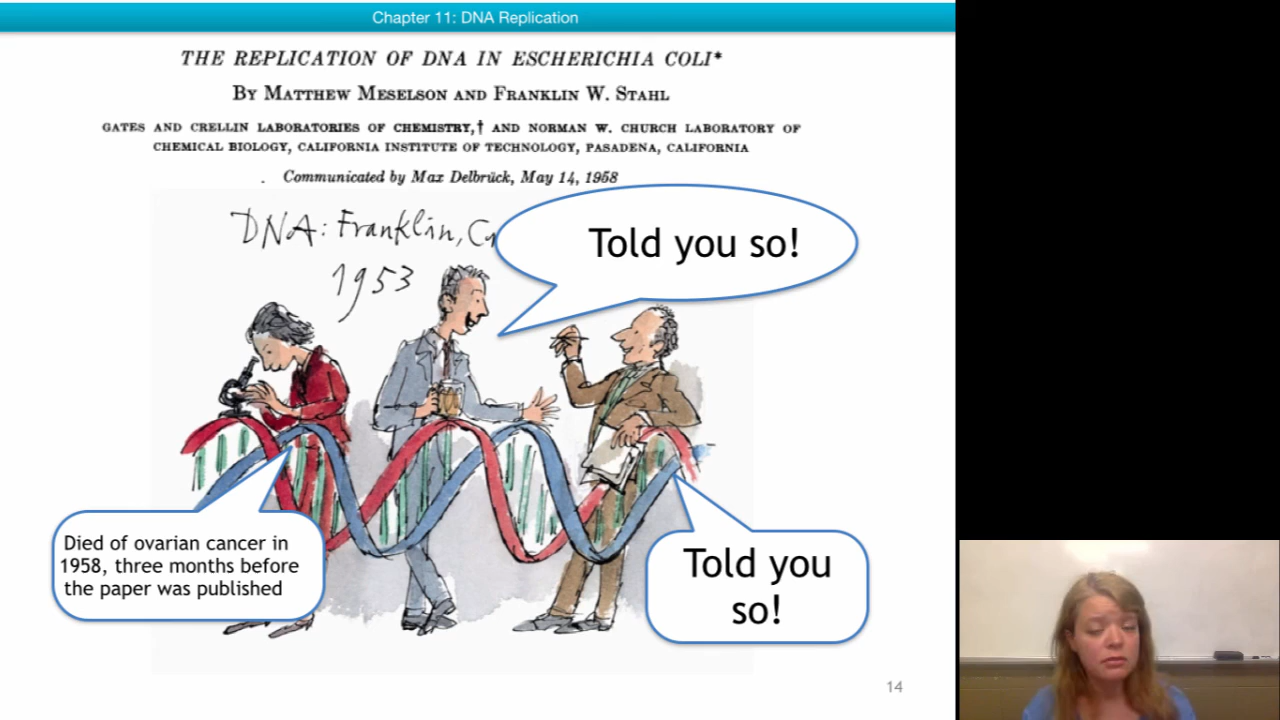 Chapter 11: DNA Replication
THE REPLICATION OF DNA IN ESCHERICHIA COLI*
BY MATTHEW MESELSON AND FRANKLIN W. STAHL
GATES AND CRELLIN LABORATORIES OF CHEMISTRY,† AND NORMAN W. CHURCH LABORATORY OF
CHEMICAL BIOLOGY, CALIFORNIA INSTITUTE OF TECHNOLOGY, PASADENA, CALIFORNIA
Communicated by Max Delbrück, May 14, 1958
DNA: Franklin,
1953
Told you so!
Died of ovarian cancer in
1958, three months before
the paper was published
Told you
so!
14